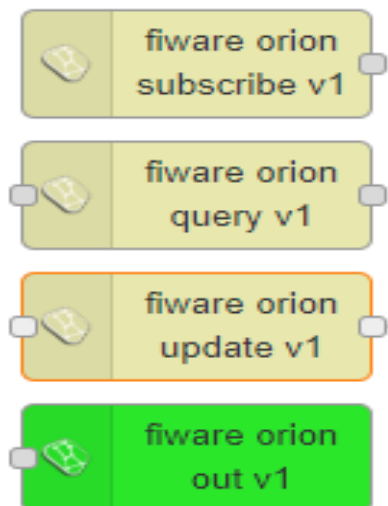 fiware orion
subscribe v1
fiware orion
query v1
fiware orion
update v1
fiware orion
out v1